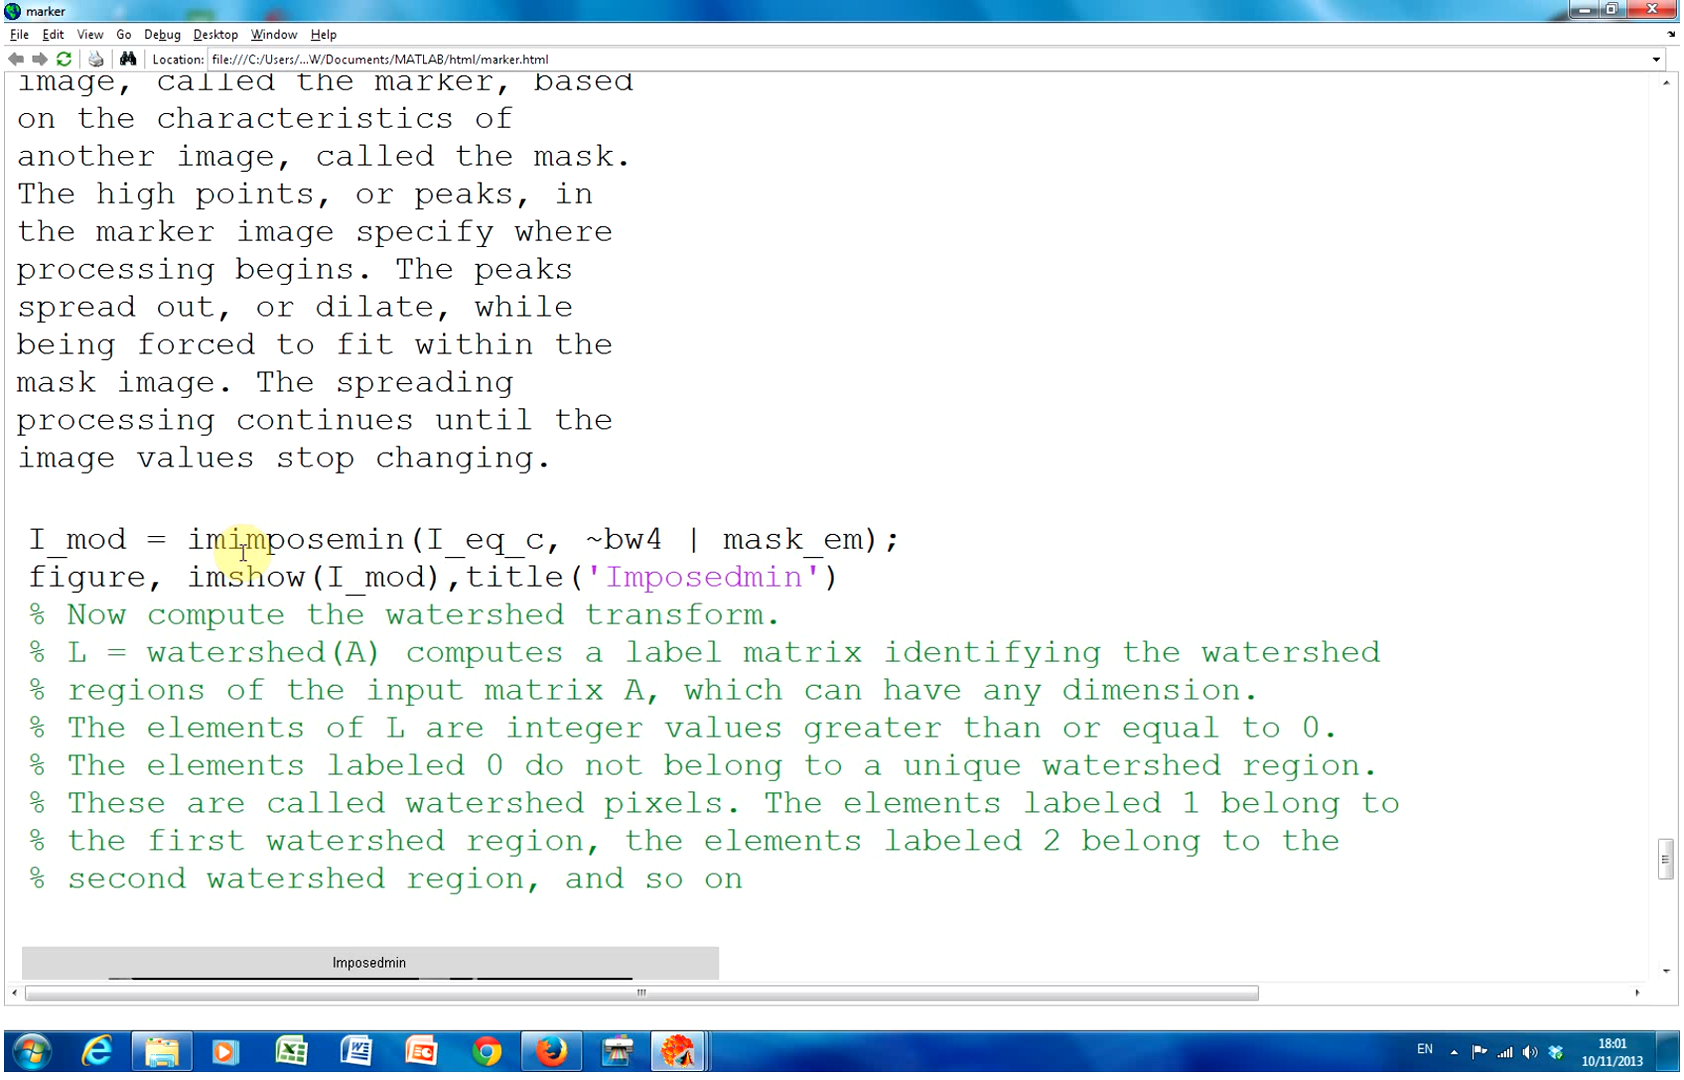 marker
File Edit View Go Debug Desktop Window Help
Location: file:///C:/Users/...W/Documents/MATLAB/html/marker.html
image, called the marker, based
on the characteristics of
another image, called the mask.
The high points, or peaks, in
the marker image specify where
processing begins. The peaks
spread out, or dilate, while
being forced to fit within the
mask image. The spreading
processing continues until the
image values stop changing.
I_mod = imimposemin(I_eq_c, ~bw4 | mask_em);
figure, imshow(I_mod),title('Imposedmin')
% Now compute the watershed transform.
% L = watershed(A) computes a label matrix identifying the watershed
% regions of the input matrix A, which can have any dimension.
% The elements of L are integer values greater than or equal to 0.
% The elements labeled 0 do not belong to a unique watershed region.
% These are called watershed pixels. The elements labeled 1 belong to
% the first watershed region, the elements labeled 2 belong to the
% second watershed region, and so on
Imposedmin
EN
18:01
10/11/2013